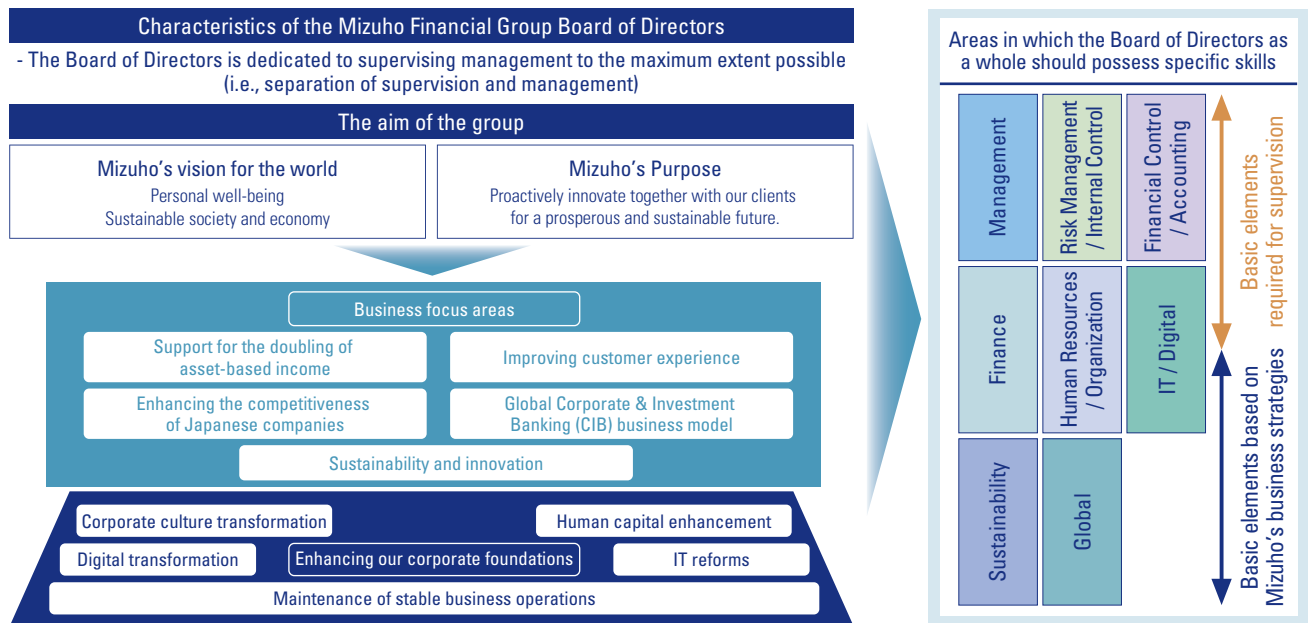 Characteristics of the Mizuho Financial Group Board of Directors
- The Board of Directors is dedicated to supervising management to the maximum extent possible
(i.e., separation of supervision and management)
The aim of the group
Mizuho's vision for the world
Personal well-being
Sustainable society and economy
Mizuho's Purpose
Proactively innovate together with our clients
for a prosperous and sustainable future.
Business focus areas
Support for the doubling of
asset-based income
Improving customer experience
Enhancing the competitiveness
of Japanese companies
Global Corporate & Investment
Banking (CIB) business model
Sustainability and innovation
Corporate culture transformation
Human capital enhancement
Digital transformation
Enhancing our corporate foundations
IT reforms
Maintenance of stable business operations
Areas in which the Board of Directors as
a whole should possess specific skills
Management
Risk Management
/ Internal Control
Financial Control
/ Accounting
Finance
Human Resources
/ Organization
IT / Digital
Sustainability
Global
Basic elements
required for supervision
Basic elements based on
Mizuho's business strategies